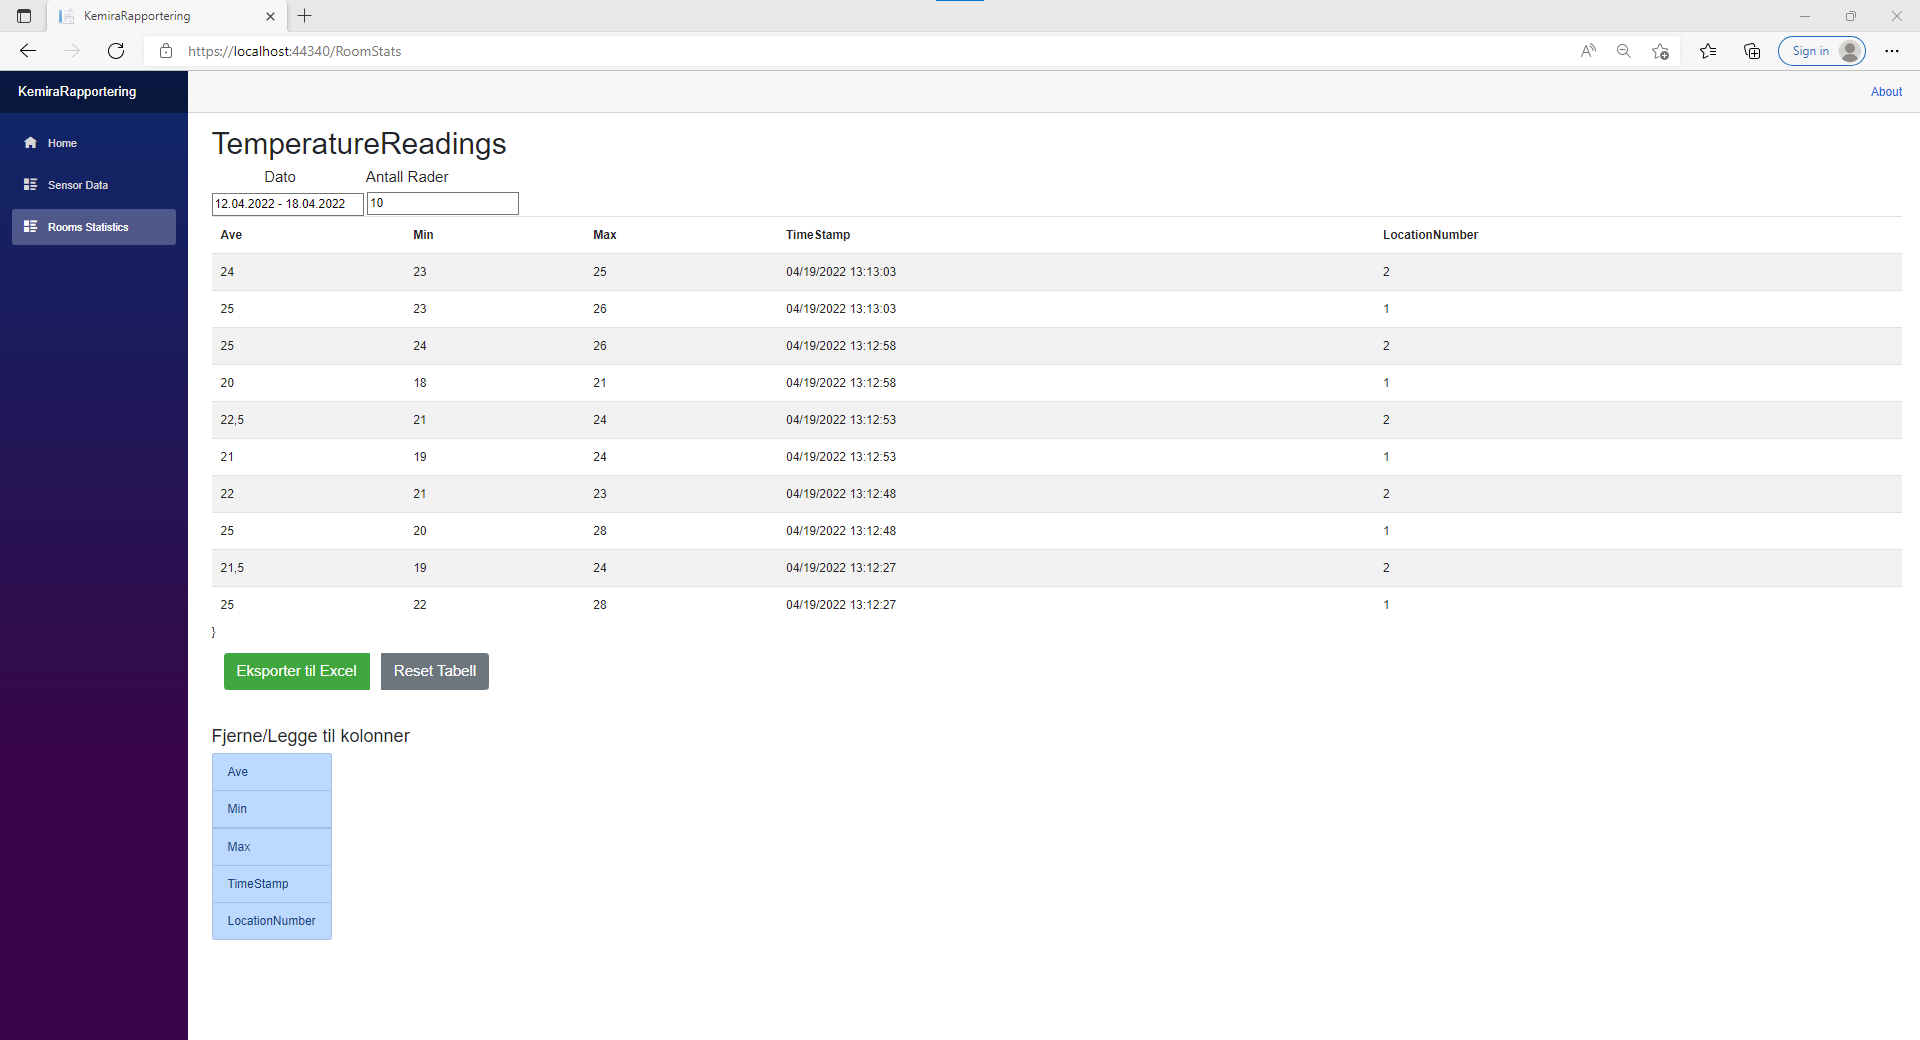 KemiraRapportering
https://localhost:44340/RoomStats
Sign in
KemiraRapportering
About
Home
Sensor Data
Rooms Statistics
TemperatureReadings
Dato Antall Rader
12.04.2022 - 18.04.2022 10
Ave Min Max TimeStamp LocationNumber
24 23 25 04/19/2022 13:13:03 2
25 23 26 04/19/2022 13:13:03 1
25 24 26 04/19/2022 13:12:58 2
20 18 21 04/19/2022 13:12:58 1
22,5 21 24 04/19/2022 13:12:53 2
21 19 24 04/19/2022 13:12:53 1
22 21 23 04/19/2022 13:12:48 2
25 20 28 04/19/2022 13:12:48 1
21,5 19 24 04/19/2022 13:12:27 2
25 22 28 04/19/2022 13:12:27 1
}
Eksporter til Excel Reset Tabell
Fjerne/Legge til kolonner
Ave
Min
Max
TimeStamp
LocationNumber